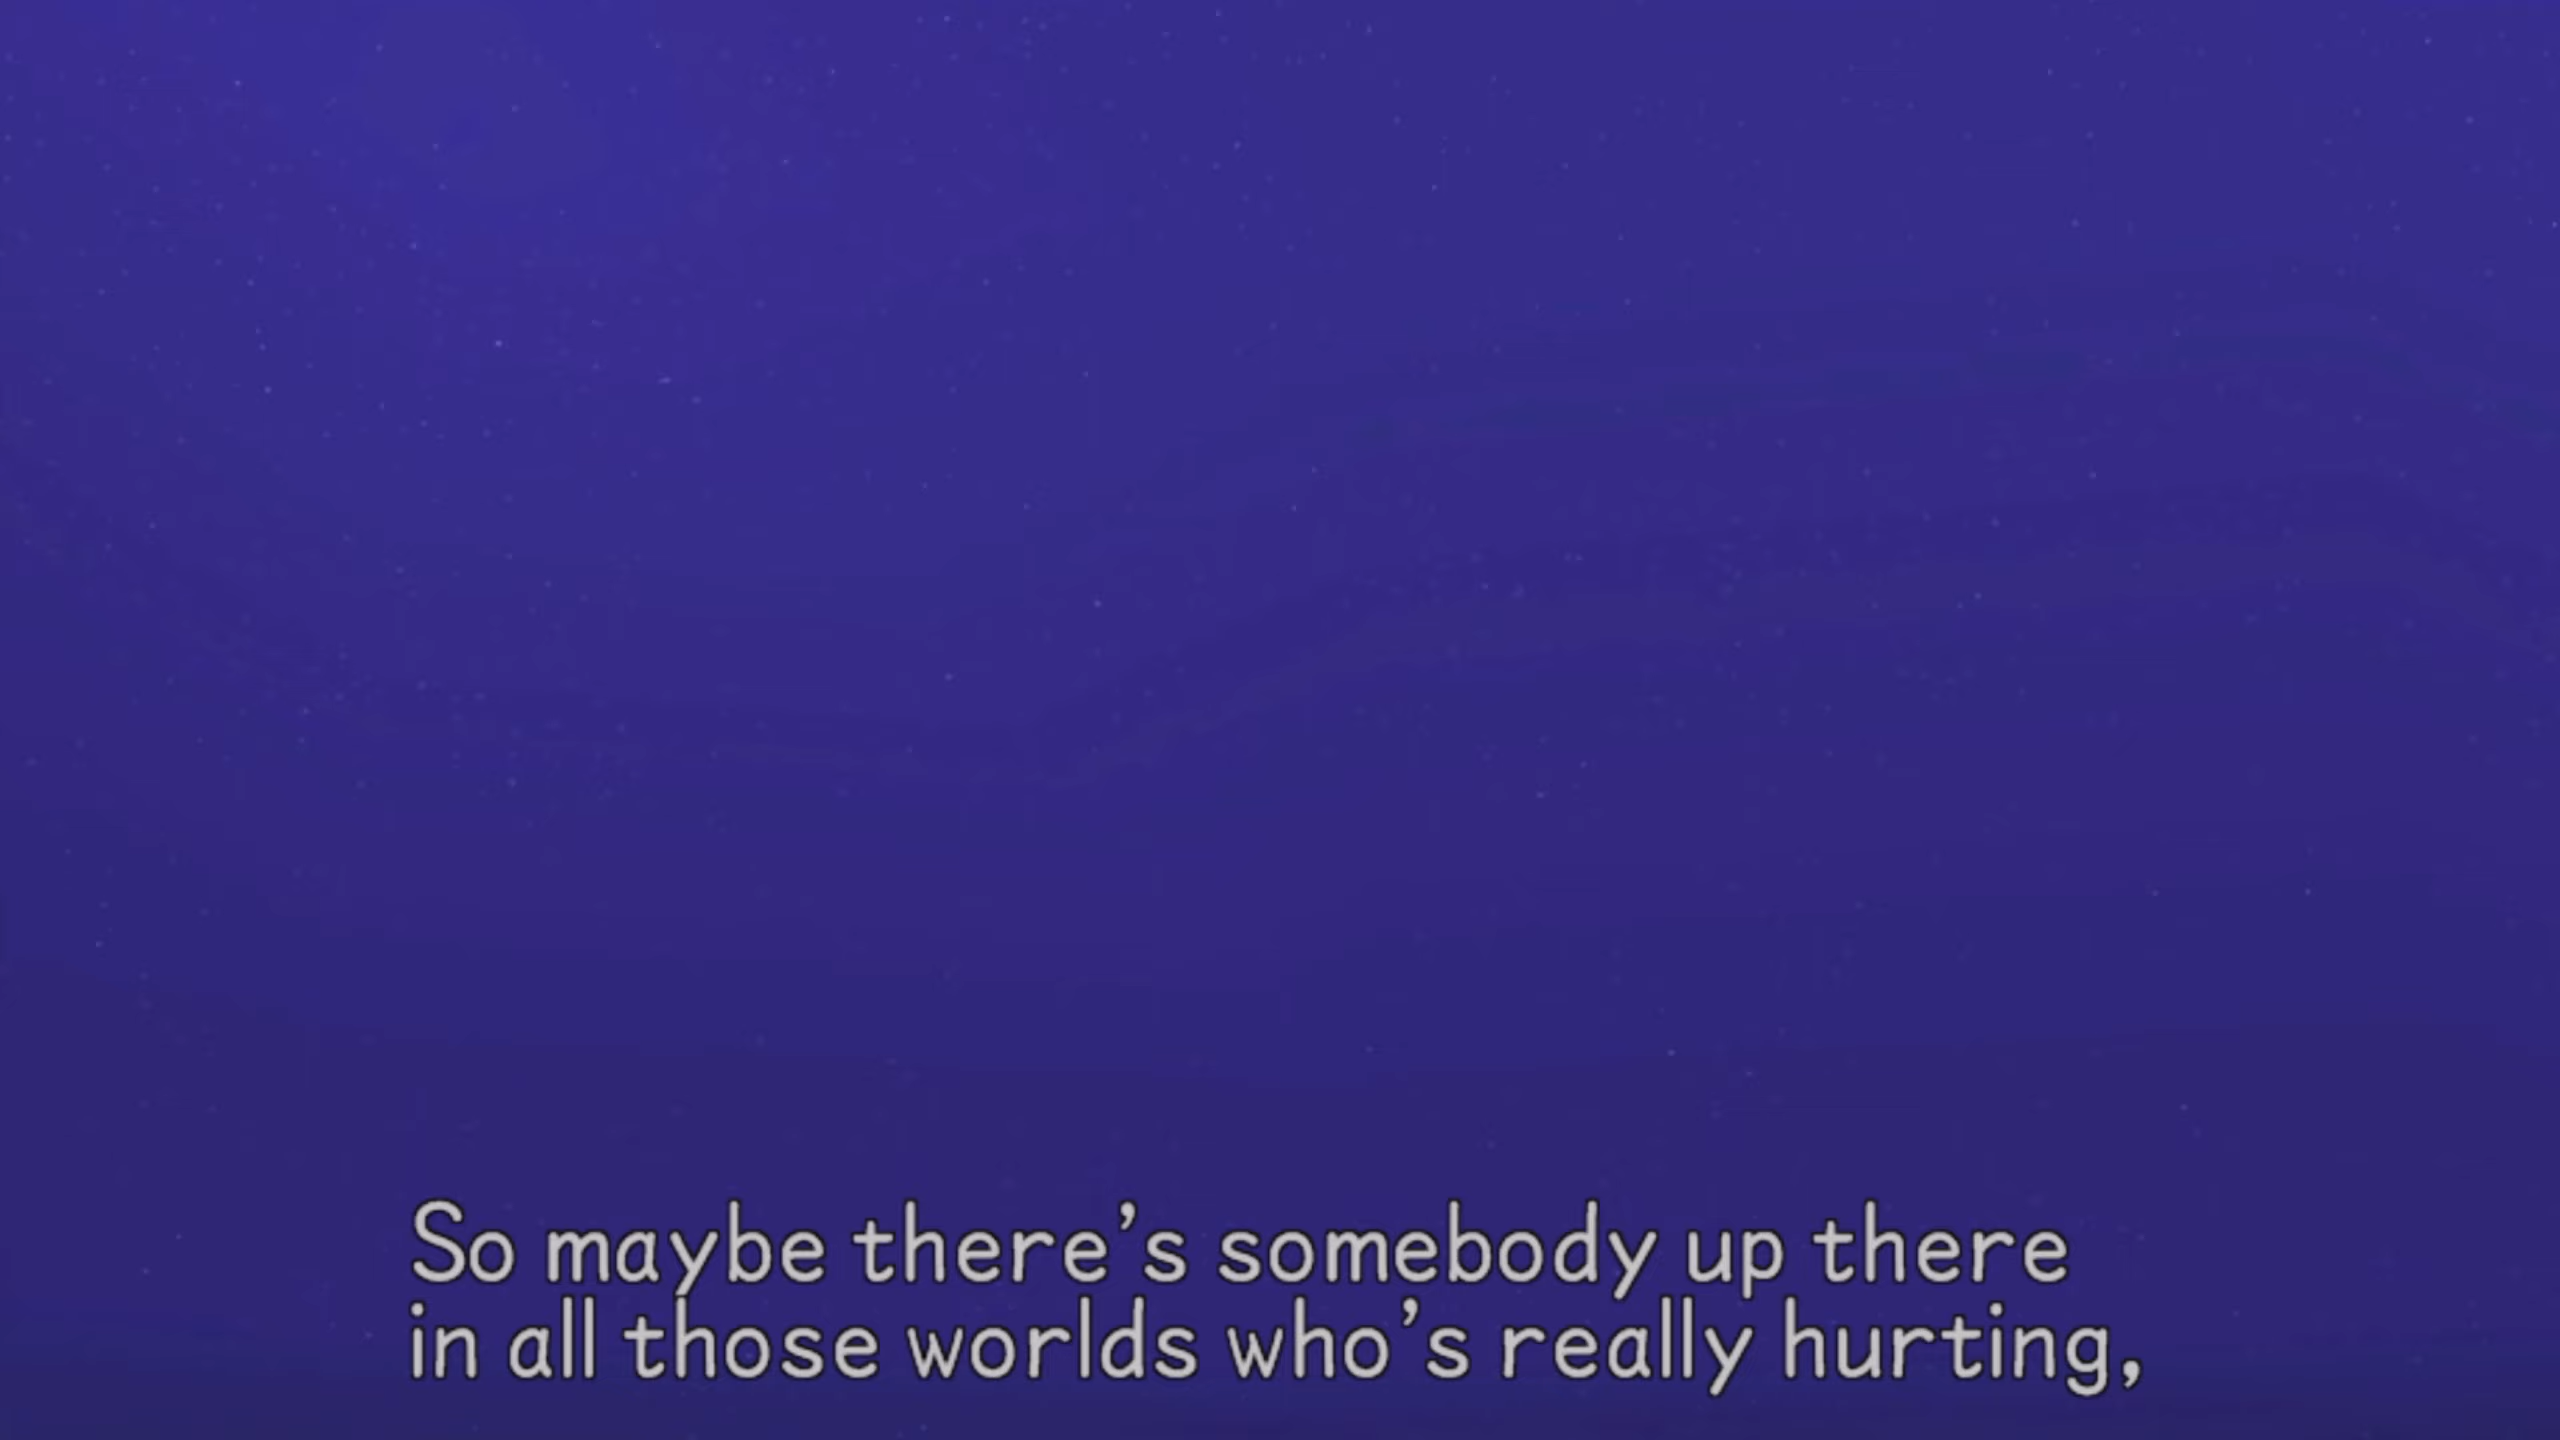 So maybe there’s somebody up there
in all those worlds who’s really hurting,